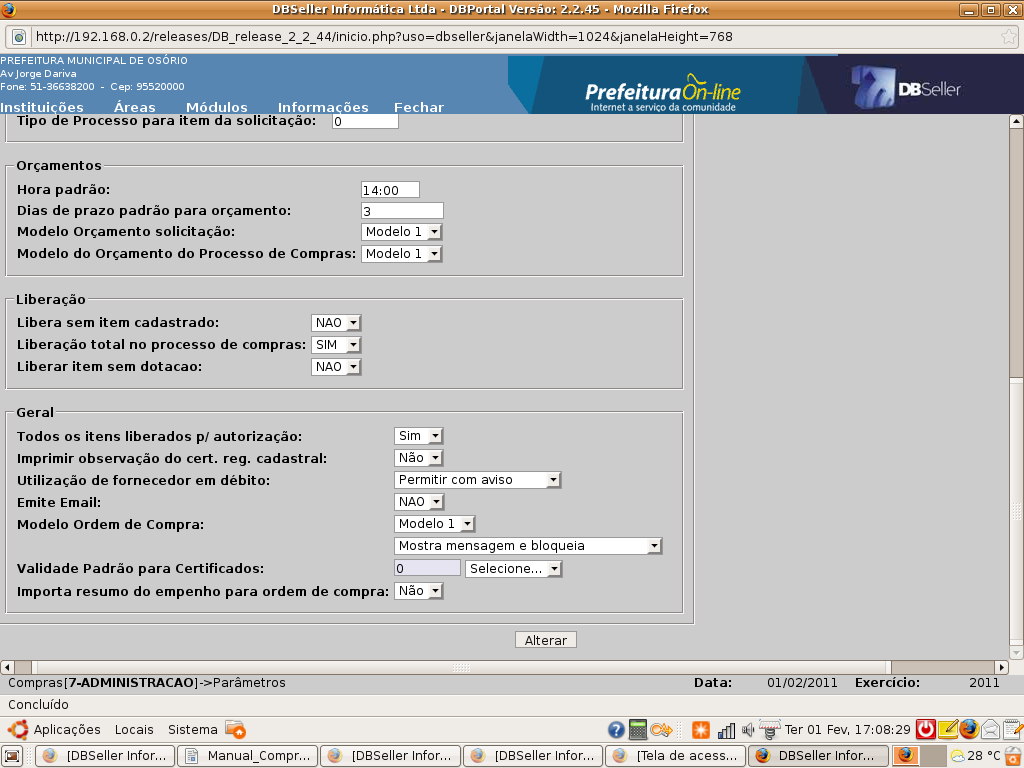 DBSeller Informática Ltda - DBPortal Versão: 2.2.45 - Mozilla Firefox
http://192.168.0.2/releases/DB_release_2_2_44/inicio.php?uso=dbseller&janelaWidth=1024&janelaHeight=768
PREFEITURA MUNICIPAL DE OSÓRIO
Av Jorge Dariva
Fone: 51-36638200 - Cep: 95520000
Instituições Áreas Módulos Informações Fechar
Prefeitura On-line
Internet a serviço da comunidade
DBSeller
Tipo de Processo para item da solicitação: 0
Orçamentos
Hora padrão: 14:00
Dias de prazo padrão para orçamento: 3
Modelo Orçamento solicitação: Modelo 1
Modelo do Orçamento do Processo de Compras: Modelo 1
Liberação
Libera sem item cadastrado: NAO
Liberação total no processo de compras: SIM
Liberar item sem dotacao: NAO
Geral
Todos os itens liberados p/ autorização: Sim
Imprimir observação do cert. reg. cadastral: Não
Utilização de fornecedor em débito: Permitir com aviso
Emite Email: NAO
Modelo Ordem de Compra: Modelo 1
Mostra mensagem e bloqueia
Validade Padrão para Certificados: 0 Selecione...
Importa resumo do empenho para ordem de compra: Não
Alterar
Compras[7-ADMINISTRACAO]->Parâmetros Data: 01/02/2011 Exercício: 2011
Concluído
Aplicações Locais Sistema Ter 01 Fev, 17:08:29
[DBSeller Infor... Manual_Compr... [DBSeller Infor... [DBSeller Infor... [Tela de acess... DBSeller Infor... 28 °C